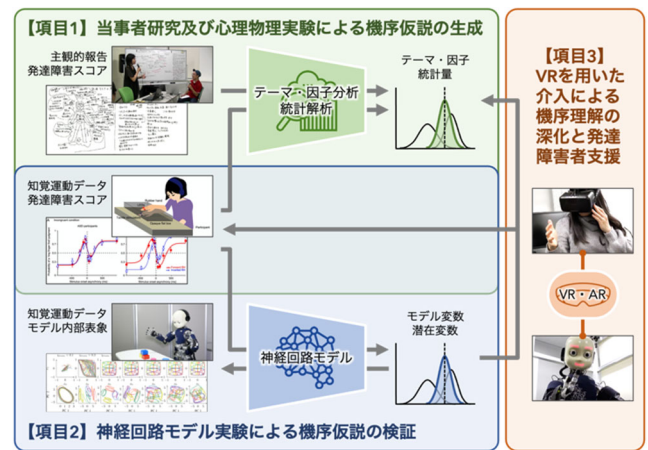 【項目1】当事者研究及び心理物理実験による機序仮説の生成
主観的報告
発達障害スコア
テーマ・因子分析
統計解析
テーマ・因子
統計量
知覚運動データ
発達障害スコア
知覚運動データ
モデル内部表象
神経回路モデル
モデル変数
潜在変数
【項目2】神経回路モデル実験による機序仮説の検証
【項目3】
VRを用いた
介入による
機序理解の
深化と発達
障害者支援
VR・AR